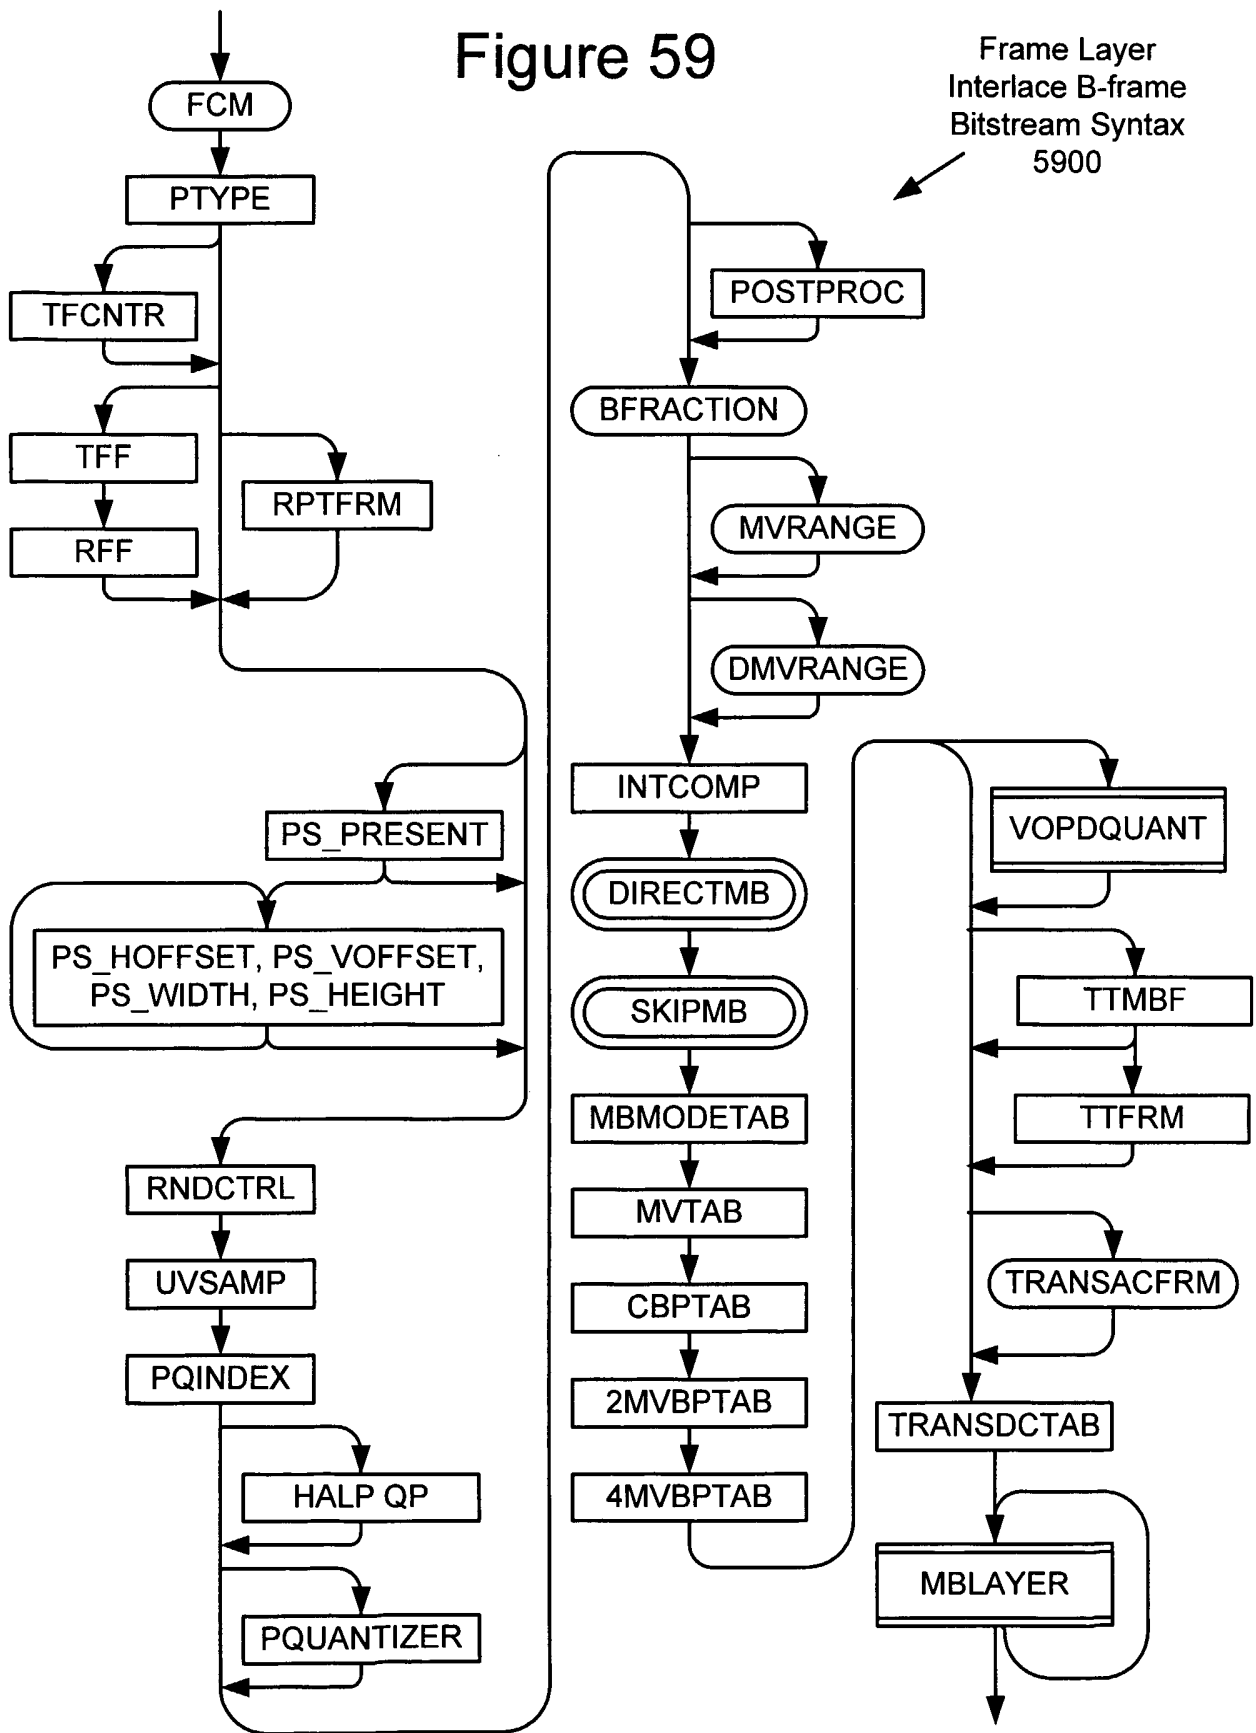 Figure 59
Frame Layer
Interlace B-frame
Bitstream Syntax
5900
FCM
PTYPE
TFCNTR
TFF
RPTFRM
RFF
PS_PRESENT
PS_HOFFSET, PS_VOFFSET,
PS_WIDTH, PS_HEIGHT
RNDCTRL
UVSAMP
PQINDEX
HALP QP
PQUANTIZER
POSTPROC
BFRACTION
MVRANGE
DMVRANGE
INTCOMP
DIRECTMB
SKIPMB
MBMODETAB
MVTAB
CBPTAB
2MVBPTAB
4MVBPTAB
VOPDQUANT
TTMBF
TTFRM
TRANSACFRM
TRANSDCTAB
MBLAYER